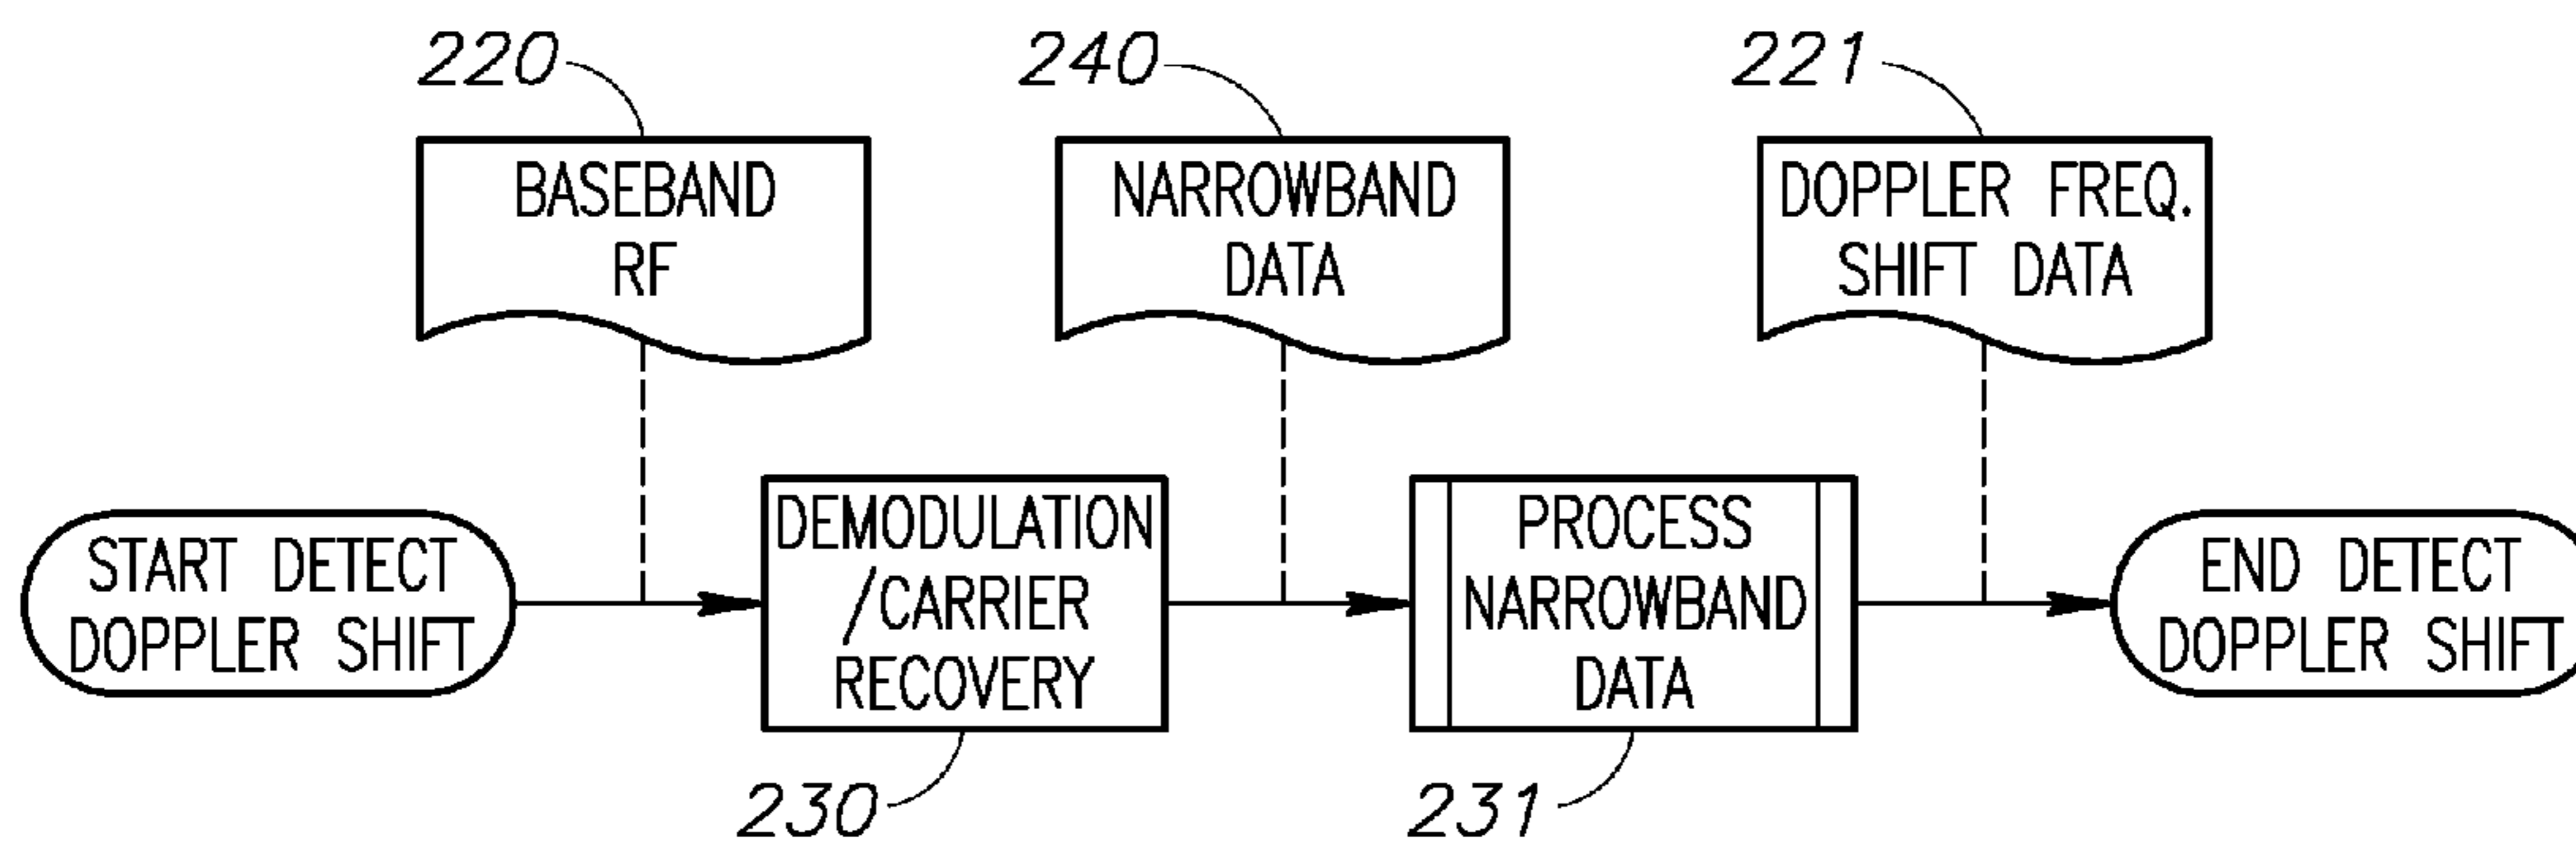 220
240
221
BASEBAND
RF
NARROWBAND
DATA
DOPPLER FREQ.
SHIFT DATA
START DETECT
DOPPLER SHIFT
DEMODULATION
/CARRIER
RECOVERY
PROCESS
NARROWBAND
DATA
END DETECT
DOPPLER SHIFT
230
231